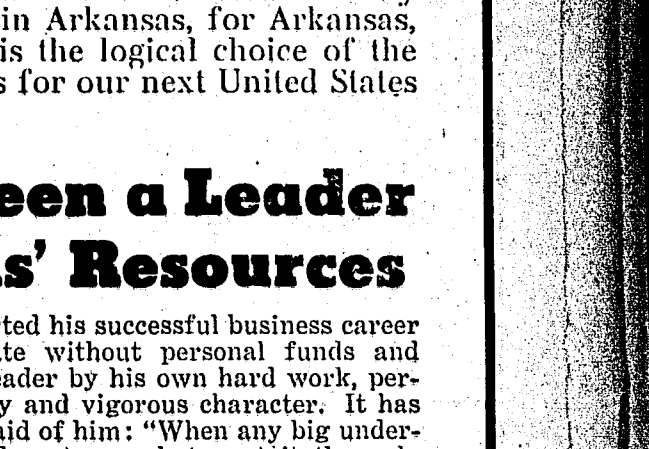 in Arkansas, for Arkansas,
is the logical choice of the
s for our next United States
een a Leader
s' Resources
ted his successful business career
te without personal funds and
eader by his own hard work, per-
y and vigorous character. It has
aid of him: "When any big under-